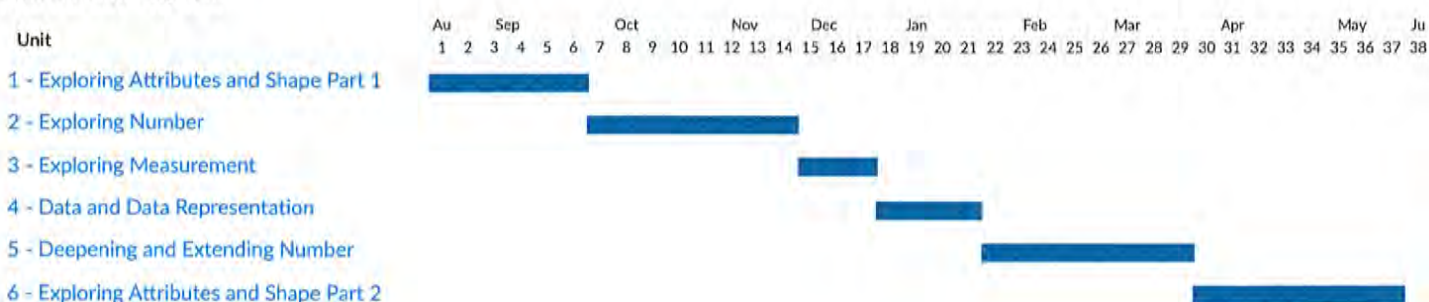 Au Sep Oct Nov Dec Jan Feb Mar Apr May Ju
Unit 1 2 3 4 5 6 7 8 9 10 11 12 13 14 15 16 17 18 19 20 21 22 23 24 25 26 27 28 29 30 31 32 33 34 35 36 37 38
1 - Exploring Attributes and Shape Part 1
2 - Exploring Number
3 - Exploring Measurement
4 - Data and Data Representation
5 - Deepening and Extending Number
6 - Exploring Attributes and Shape Part 2